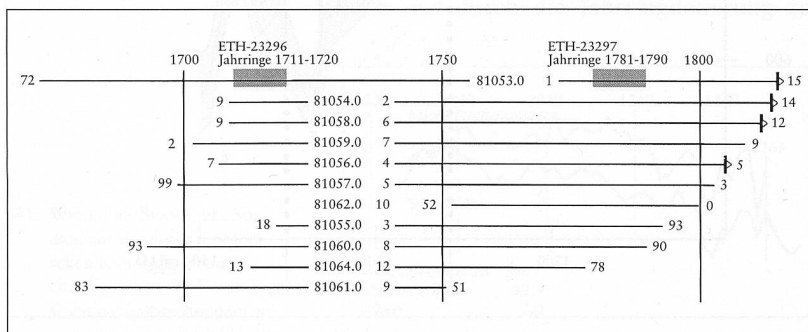 ETH-23296 ETH-23297
1700 Jahrringe 1711-1720 1750 Jahrringe 1781-1790 1800
72 81053.0 1 15
9 81054.0 2 14
9 81058.0 6 12
2 81059.0 7 9
7 81056.0 4 5
99 81057.0 5 3
81062.0 10 52 0
18 81055.0 3 93
93 81060.0 8 90
13 81064.0 12 78
83 81061.0 9 51